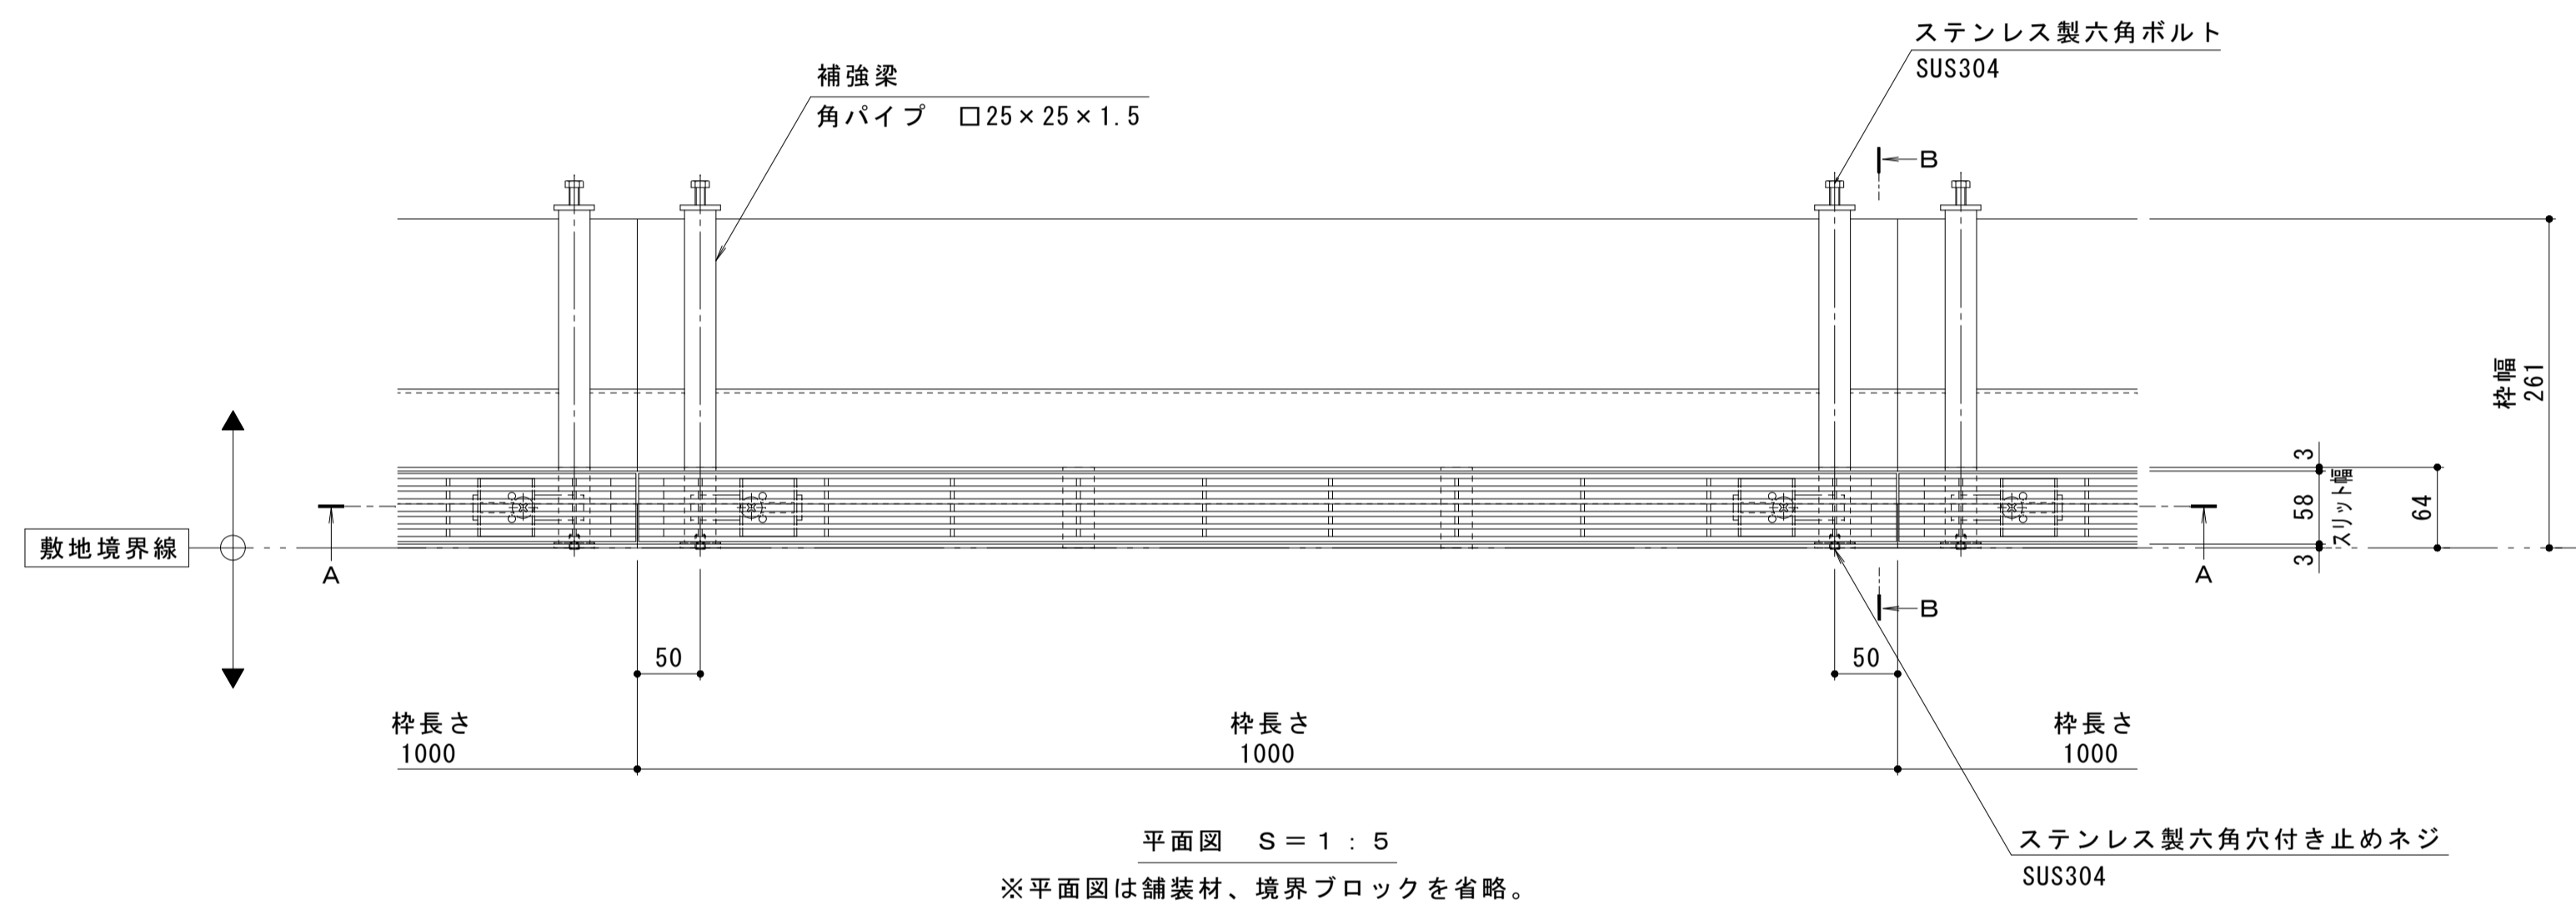 ステンレス製六角ボルト
SUS304
補強梁
角パイプ　□25×25×1.5
B
枠幅
261
3
58
スリット幅
64
3
敷地境界線
A
A
B
50
50
枠長さ
1000
枠長さ
1000
枠長さ
1000
平面図　S＝1：5
※平面図は舗装材、境界ブロックを省略。
ステンレス製六角穴付き止めネジ
SUS304